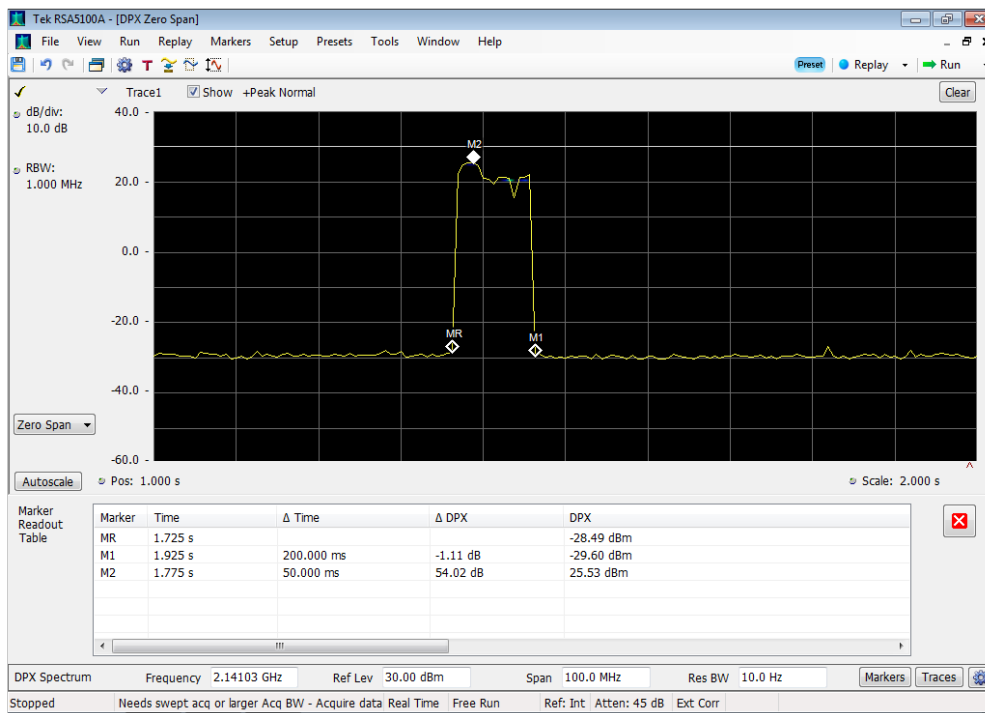 Tek RSA5100A - [DPX Zero Span]
File View Run Replay Markers Setup Presets Tools Window Help
T Preset Replay Run
Trace1 Show +Peak Normal Clear
dB/div:
10.0 dB
RBW:
1.000 MHz
40.0 -
20.0 -
0.0 -
-20.0 -
-40.0 -
-60.0 -
M2
MR
M1
Zero Span
Autoscale Pos: 1.000 s Scale: 2.000 s
Marker
Readout
Table
Marker Time Δ Time Δ DPX DPX
MR 1.725 s -28.49 dBm
M1 1.925 s 200.000 ms -1.11 dB -29.60 dBm
M2 1.775 s 50.000 ms 54.02 dB 25.53 dBm
DPX Spectrum Frequency 2.14103 GHz Ref Lev 30.00 dBm Span 100.0 MHz Res BW 10.0 Hz Markers Traces
Stopped Needs swept acq or larger Acq BW - Acquire data Real Time Free Run Ref: Int Atten: 45 dB Ext Corr